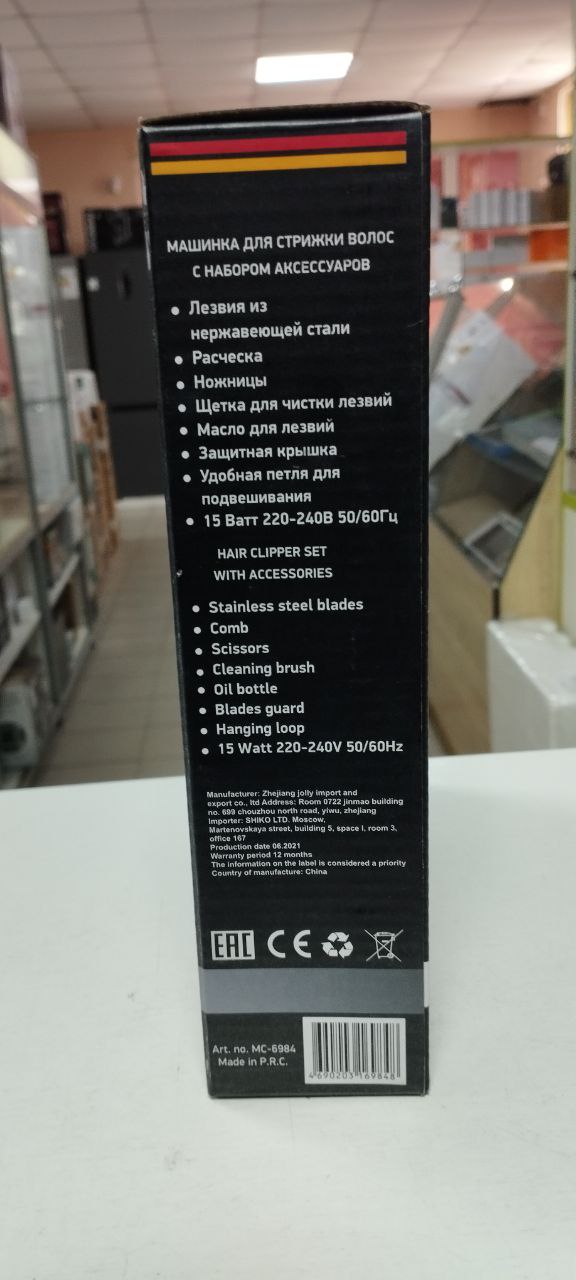 МАШИНКА ДЛЯ СТРИЖКИ ВОЛОС
С НАБОРОМ АКСЕССУАРОВ
• Лезвия из
нержавеющей стали
• Расческа
• Ножницы
• Щетка для чистки лезвий
• Масло для лезвий
• Защитная крышка
• Удобная петля для
подвешивания
• 15 Ватт 220-240В 50/60Гц
HAIR CLIPPER SET
WITH ACCESSORIES
• Stainless steel blades
• Comb
• Scissors
• Cleaning brush
• Oil bottle
• Blades guard
• Hanging loop
• 15 Watt 220-240V 50/60Hz
Manufacturer: Zhejiang jolly import and
export co., ltd Address: Room 0722 jinmao building
no. 699 chouzhou north road, yiwu, zhejiang
Importer: SHIKO LTD. Moscow,
Martenovskaya street, building 5, space I, room 3,
office 167
Production date 06.2021
Warranty period 12 months
The information on the label is considered a priority
Country of manufacture: China
EAC CE
Art. no. MC-6984
Made in P.R.C.
4690203169848